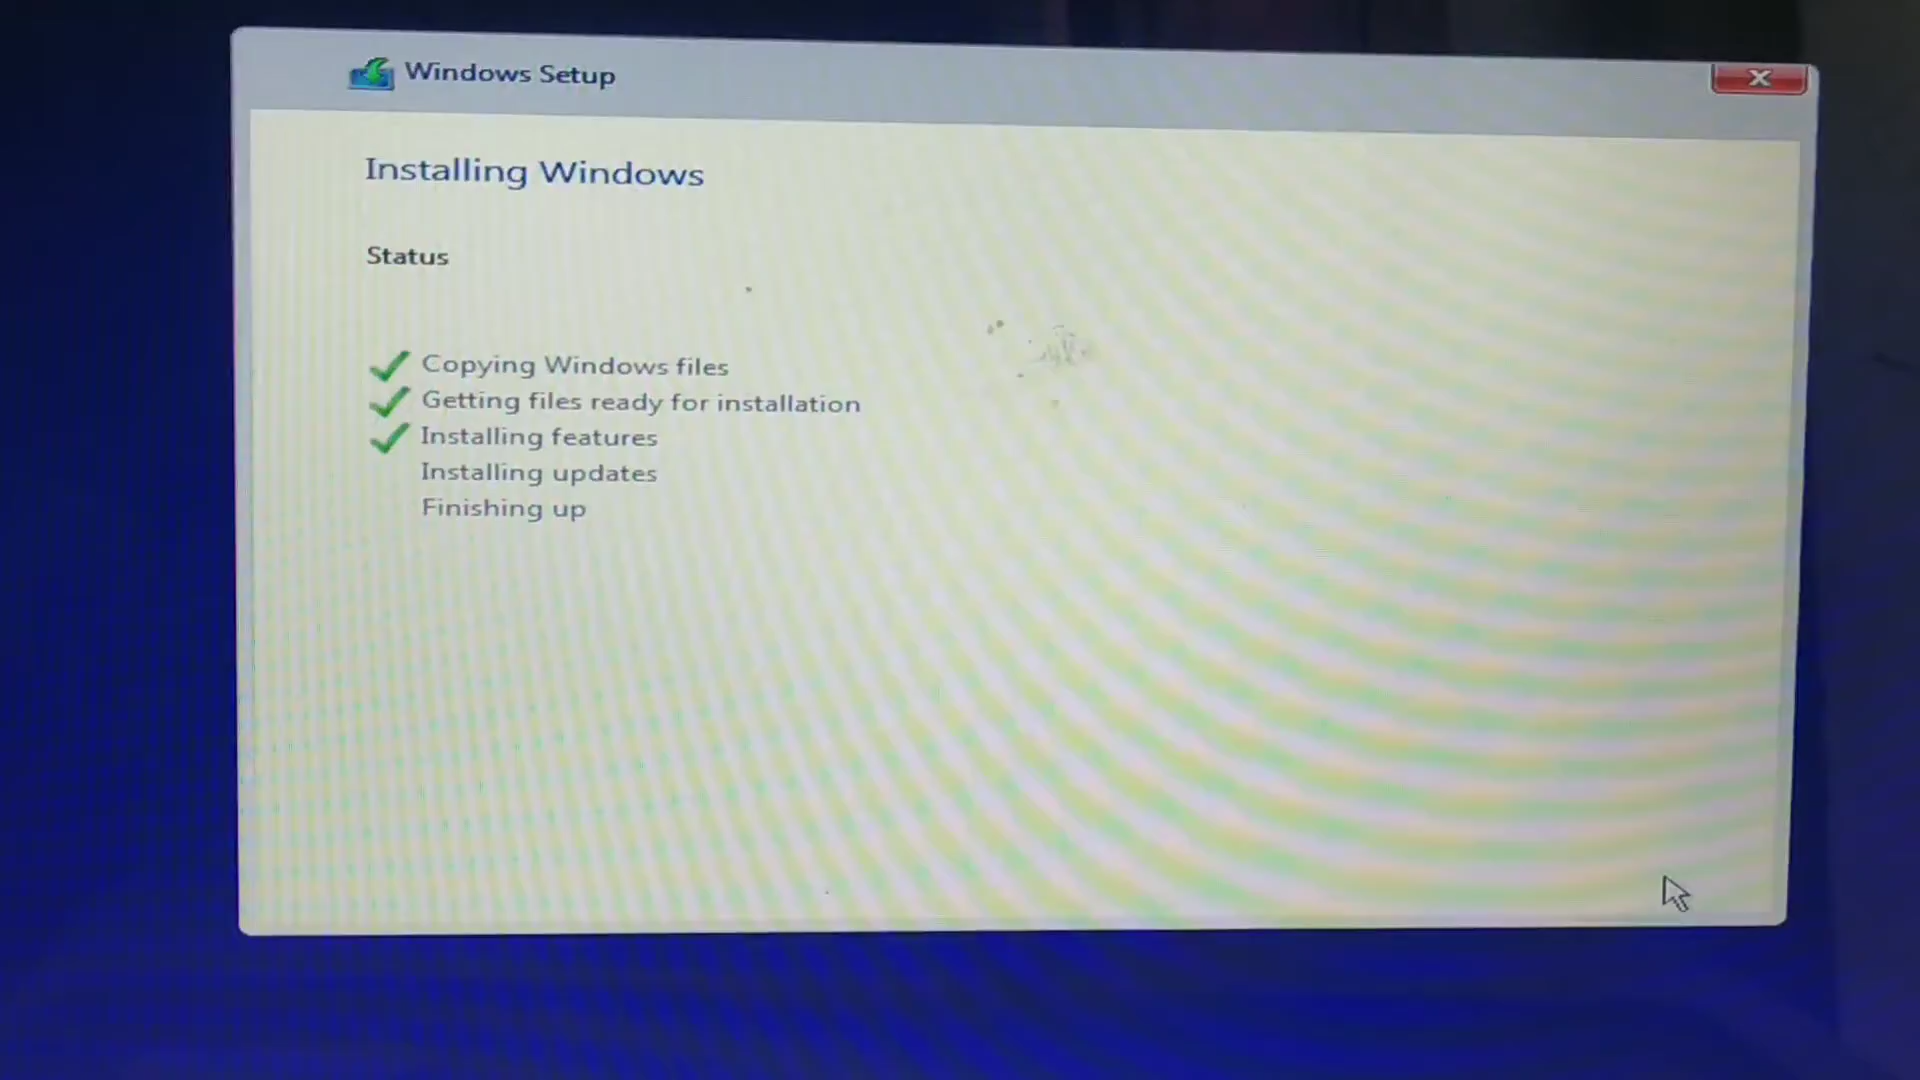 Windows Setup
Installing Windows
Status
Copying Windows files
Getting files ready for installation
Installing features
Installing updates
Finishing up